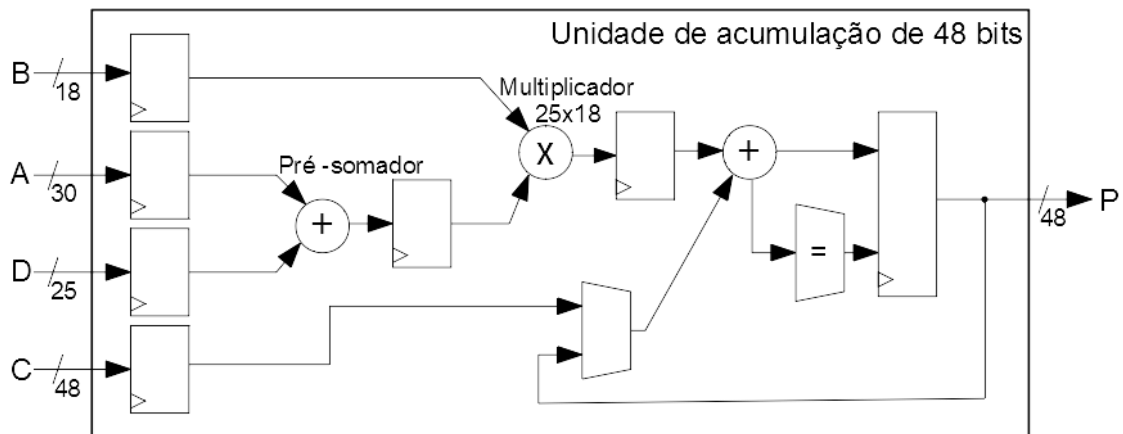 Unidade de acumulação de 48 bits
B
18
Multiplicador
25x18
X
+
A
30
Pré -somador
+
=
48
P
D
25
C
48